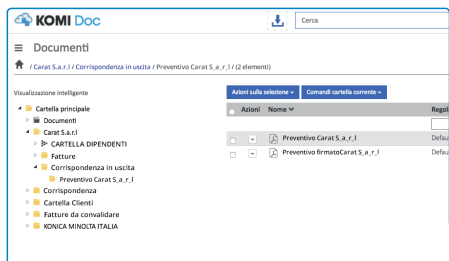 KOMI Doc
Cerca
Documenti
/ Carat S.a.r.l / Corrispondenza in uscita / Preventivo Carat S_a_r_l / (2 elementi)
Visualizzazione intelligente
Azioni sulla selezione
Comandi cartella corrente
Azioni Nome Regol
Cartella principale
Documenti
Carat S.a.r.l
CARTELLA DIPENDENTI
Fatture
Corrispondenza in uscita
Preventivo Carat S_a_r_l
Corrispondenza
Cartella Clienti
Fatture da convalidare
KONICA MINOLTA ITALIA
Preventivo Carat S_a_r_l Defau
Preventivo firmatoCarat S_a_r_l Defau